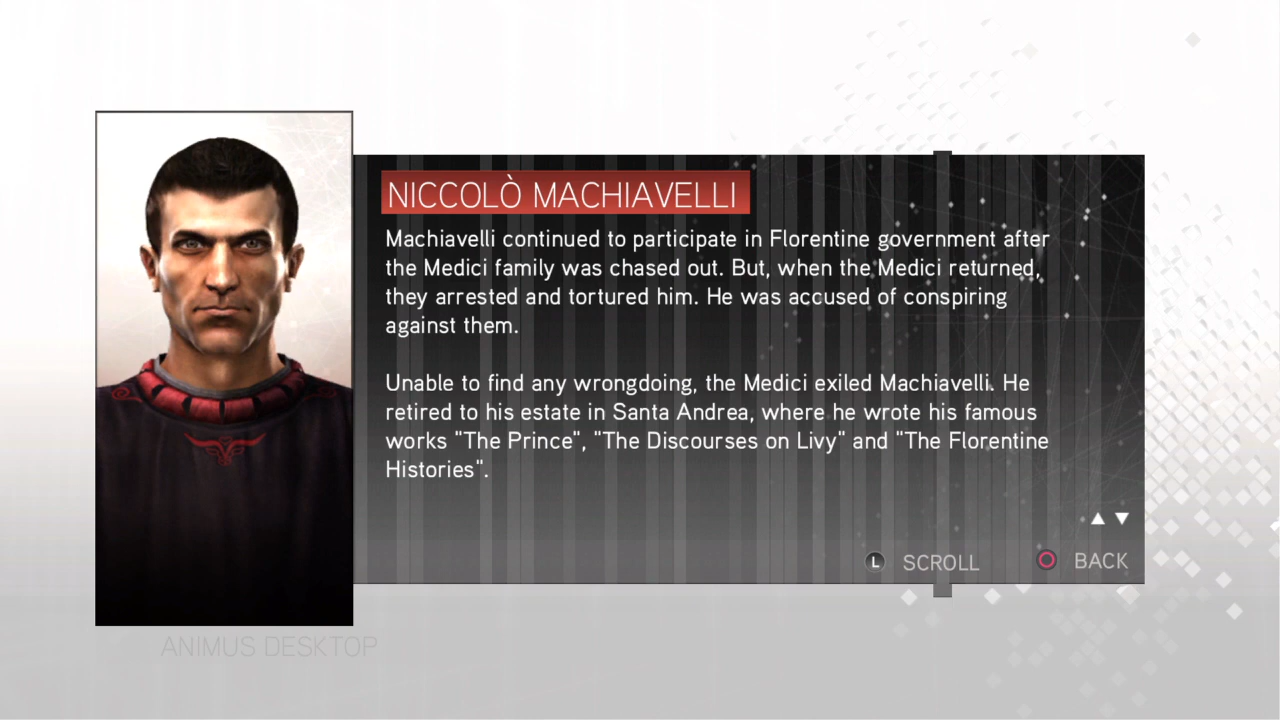 NICCOLÒ MACHIAVELLI
Machiavelli continued to participate in Florentine government after
the Medici family was chased out. But, when the Medici returned,
they arrested and tortured him. He was accused of conspiring
against them.
Unable to find any wrongdoing, the Medici exiled Machiavelli. He
retired to his estate in Santa Andrea, where he wrote his famous
works "The Prince", "The Discourses on Livy" and "The Florentine
Histories".
L SCROLL BACK
ANIMUS DESKTOP